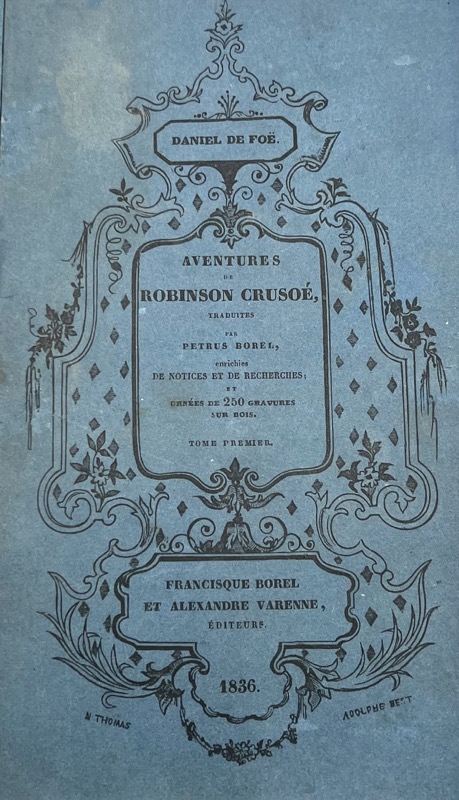 DANIEL DE FOË.
AVENTURES
DE
ROBINSON CRUSOÉ,
TRADUITES
PAR
PETRUS BOREL,
enrichies
DE NOTICES ET DE RECHERCHES;
ET
ORNÉES DE 250 GRAVURES
SUR BOIS.
TOME PREMIER.
FRANCISQUE BOREL
ET ALEXANDRE VARENNE,
ÉDITEURS.
1836.
N THOMAS
ADOLPHE BEST